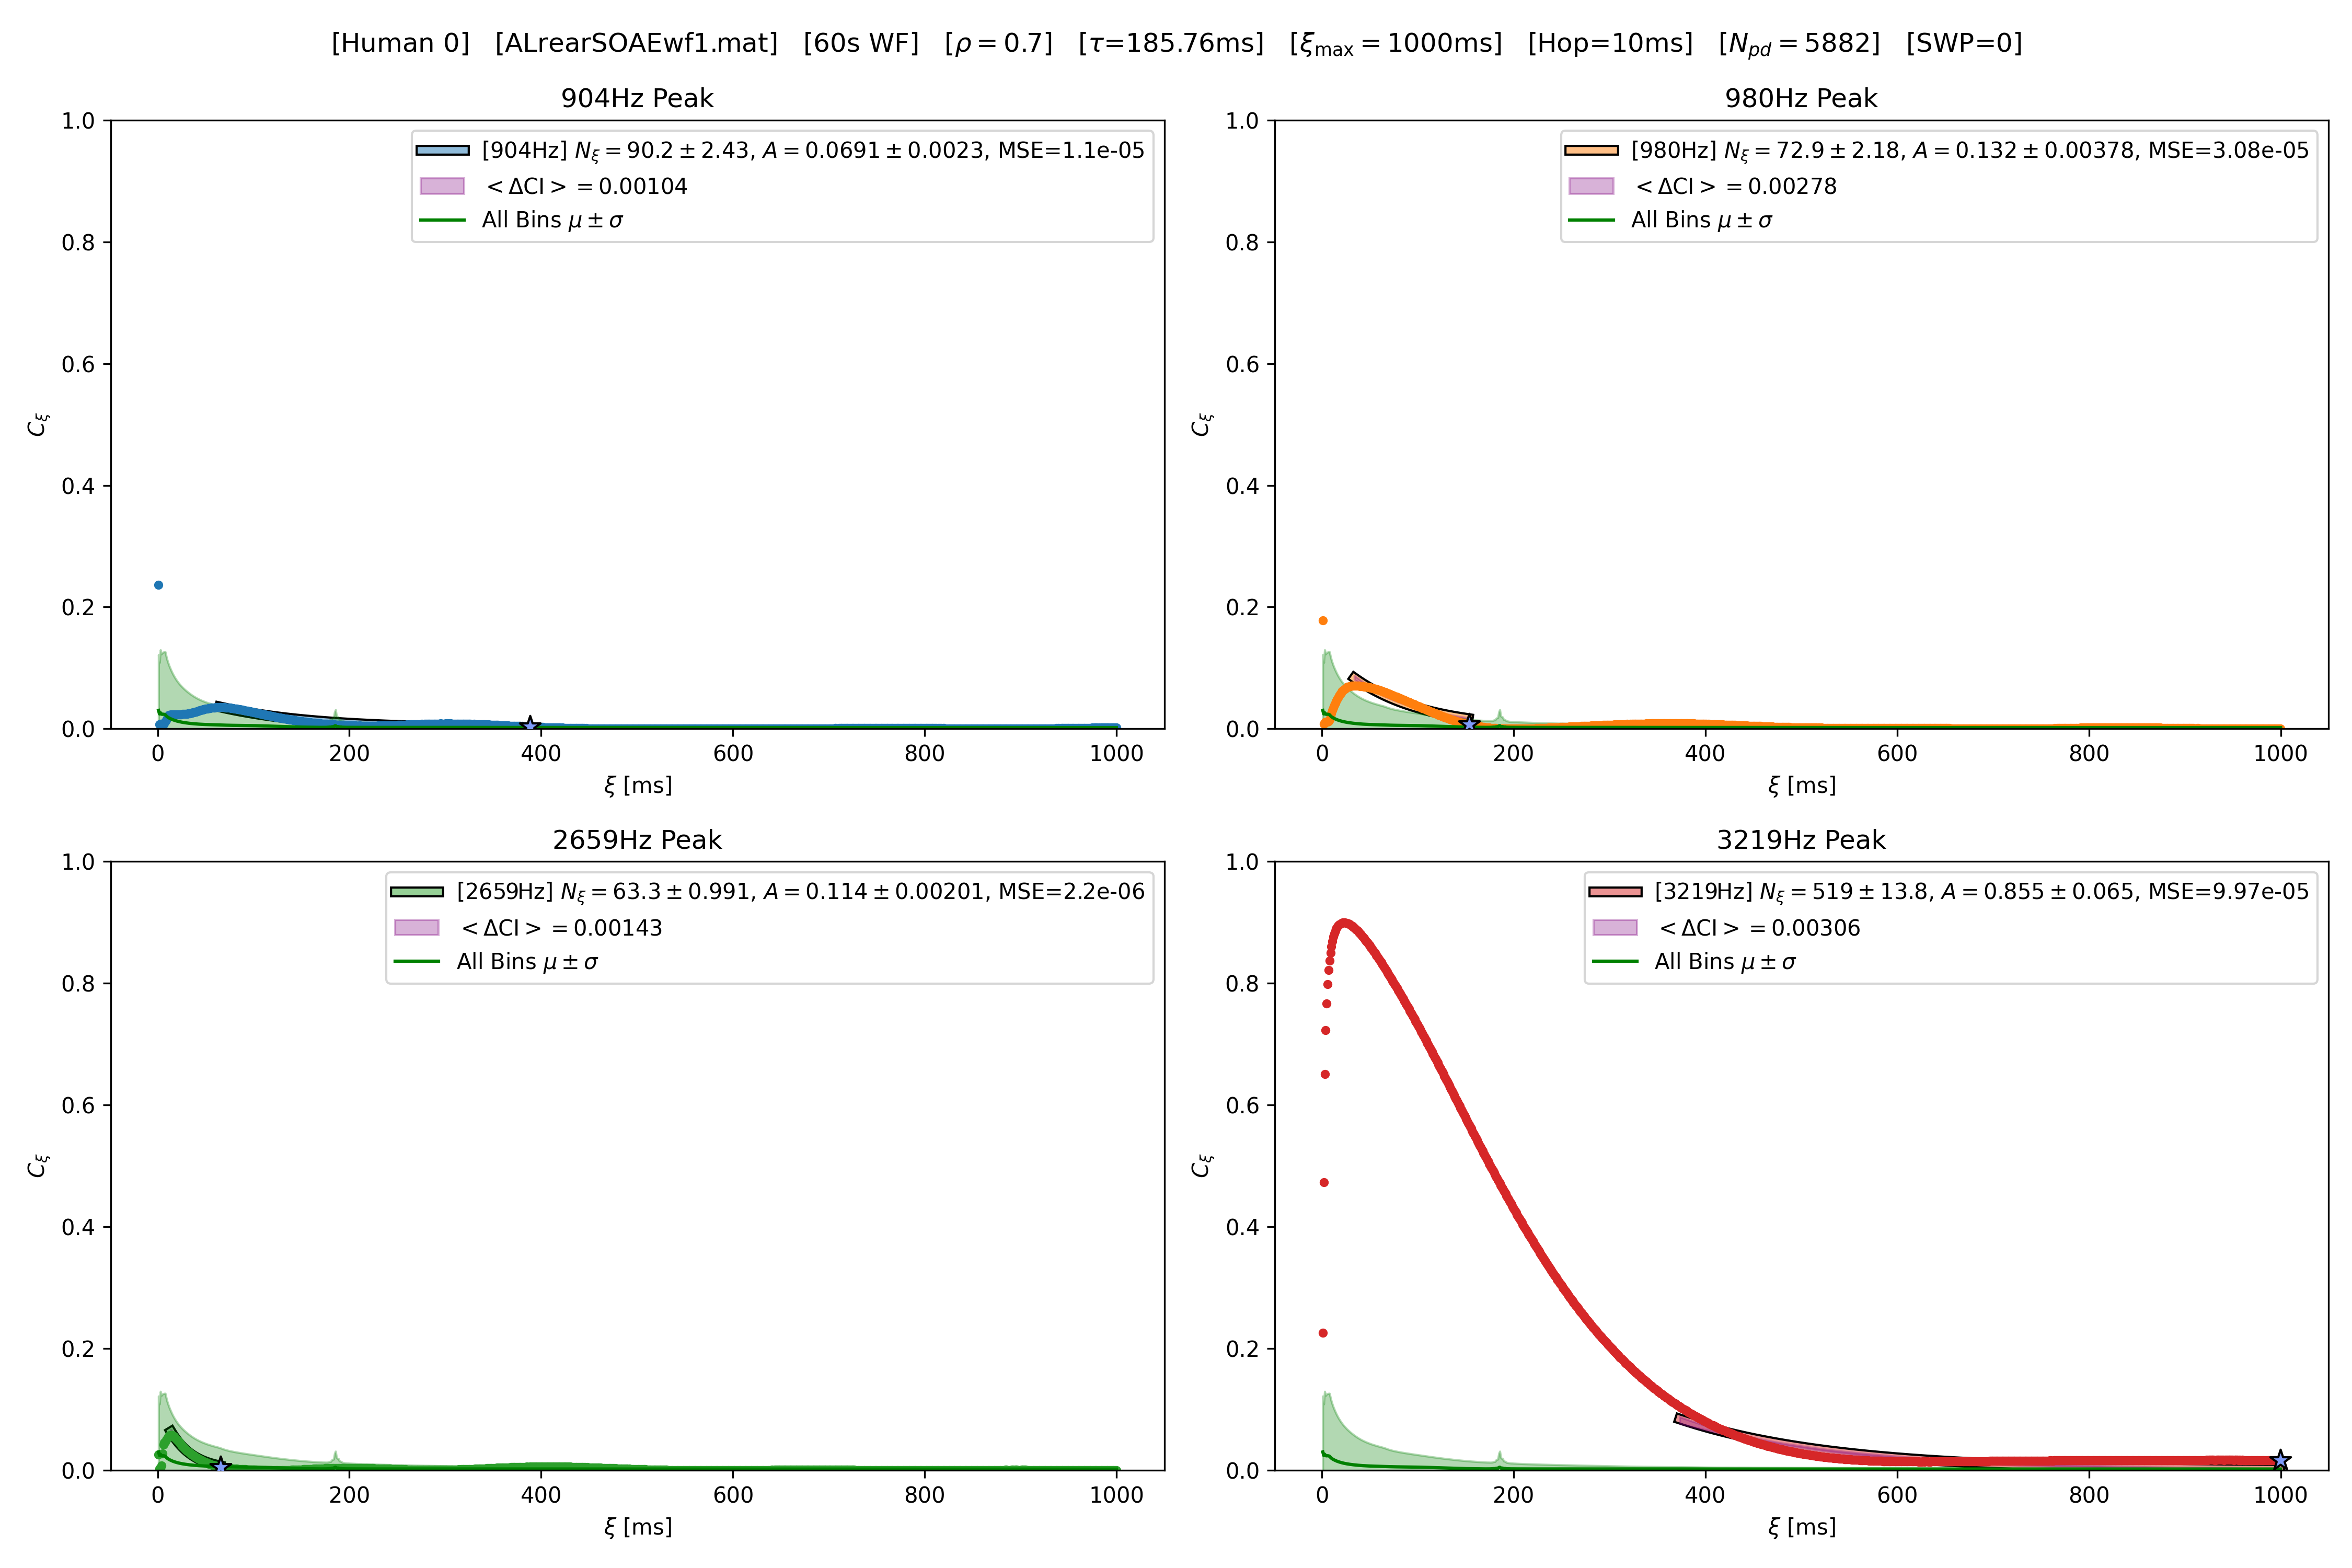 [Human 0] [ALrearSOAEwf1.mat] [60s WF] [ρ = 0.7] [τ=185.76ms] [ξmax = 1000ms] [Hop=10ms] [Npd = 5882] [SWP=0]
904Hz Peak
1.0
0.8
0.6
0.4
0.2
0.0
Cξ
[904Hz] Nξ = 90.2 ± 2.43, A = 0.0691 ± 0.0023, MSE=1.1e-05
< ΔCI > = 0.00104
All Bins μ ± σ
0 200 400 600 800 1000
ξ [ms]
980Hz Peak
1.0
0.8
0.6
0.4
0.2
0.0
Cξ
[980Hz] Nξ = 72.9 ± 2.18, A = 0.132 ± 0.00378, MSE=3.08e-05
< ΔCI > = 0.00278
All Bins μ ± σ
0 200 400 600 800 1000
ξ [ms]
2659Hz Peak
1.0
0.8
0.6
0.4
0.2
0.0
Cξ
[2659Hz] Nξ = 63.3 ± 0.991, A = 0.114 ± 0.00201, MSE=2.2e-06
< ΔCI > = 0.00143
All Bins μ ± σ
0 200 400 600 800 1000
ξ [ms]
3219Hz Peak
1.0
0.8
0.6
0.4
0.2
0.0
Cξ
[3219Hz] Nξ = 519 ± 13.8, A = 0.855 ± 0.065, MSE=9.97e-05
< ΔCI > = 0.00306
All Bins μ ± σ
0 200 400 600 800 1000
ξ [ms]